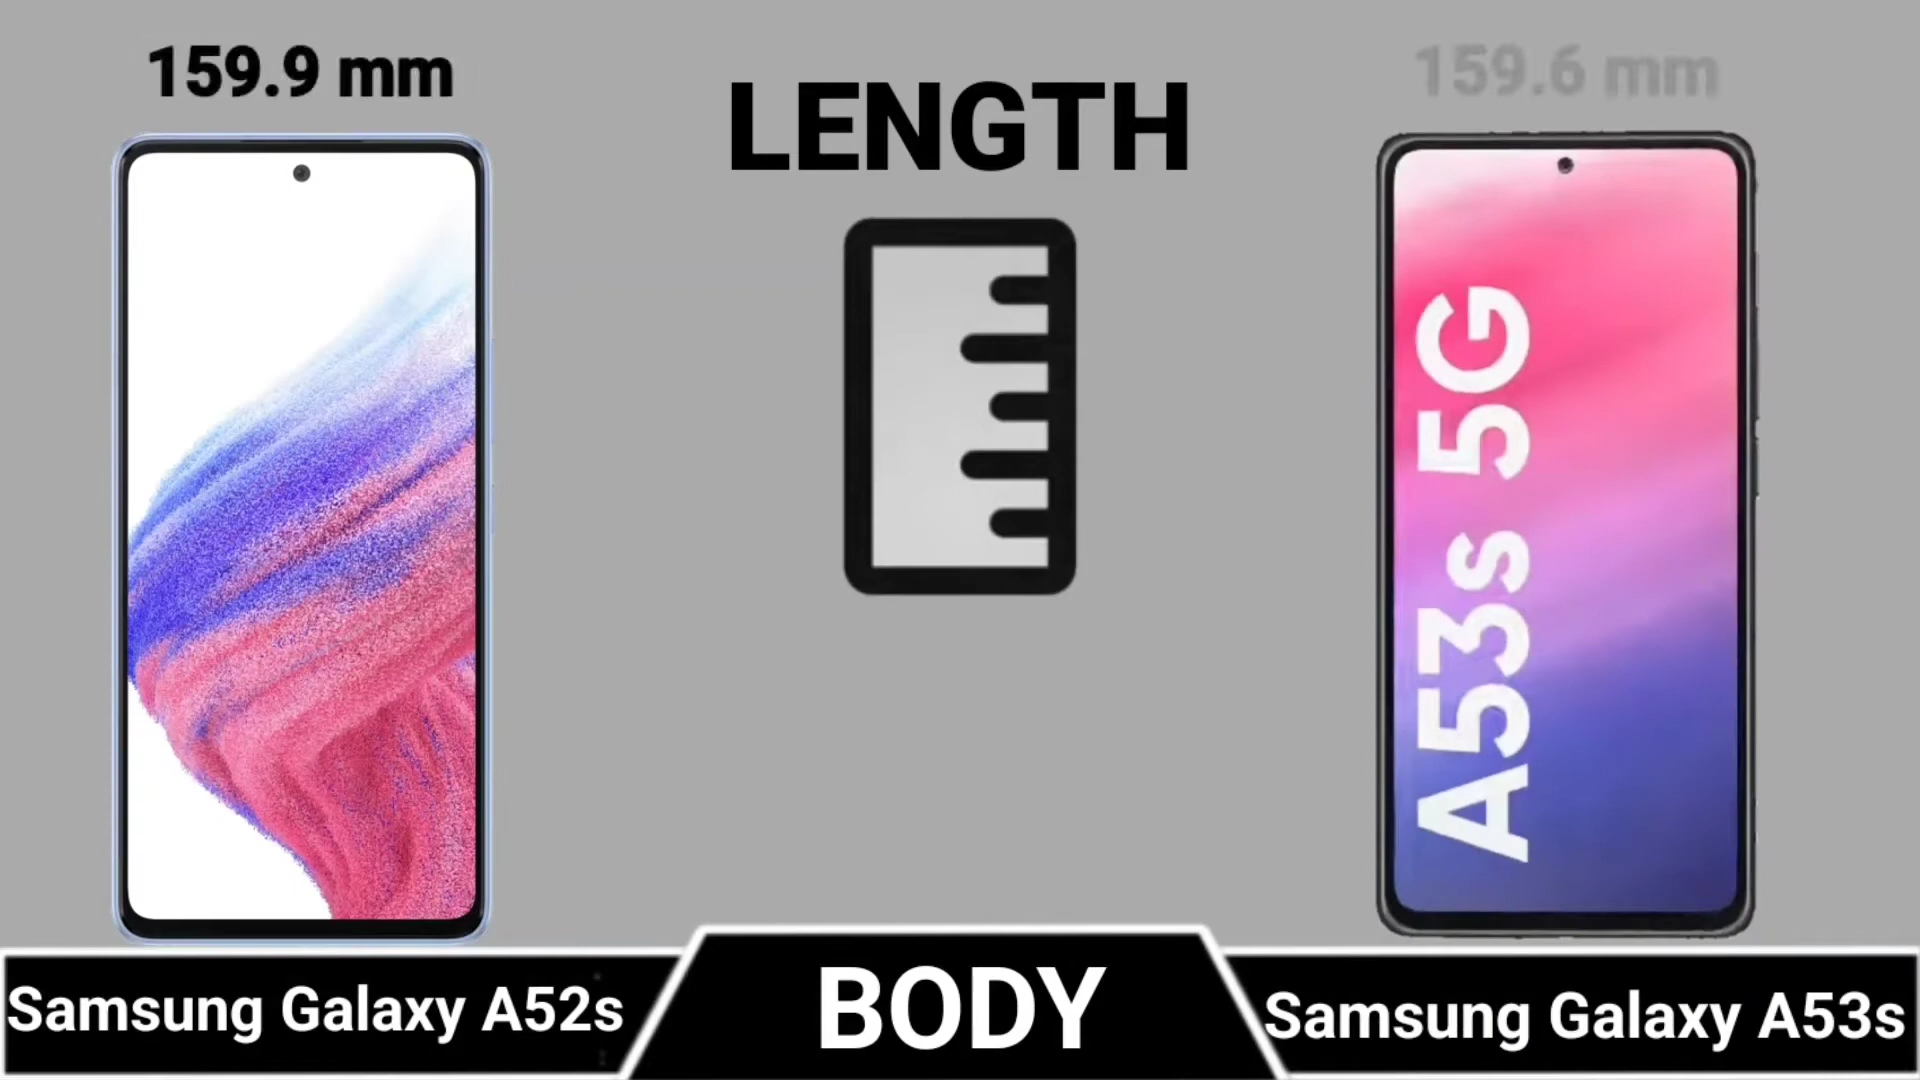 159.9 mm
LENGTH
159.6 mm
A53s 5G
Samsung Galaxy A52s
BODY
Samsung Galaxy A53s